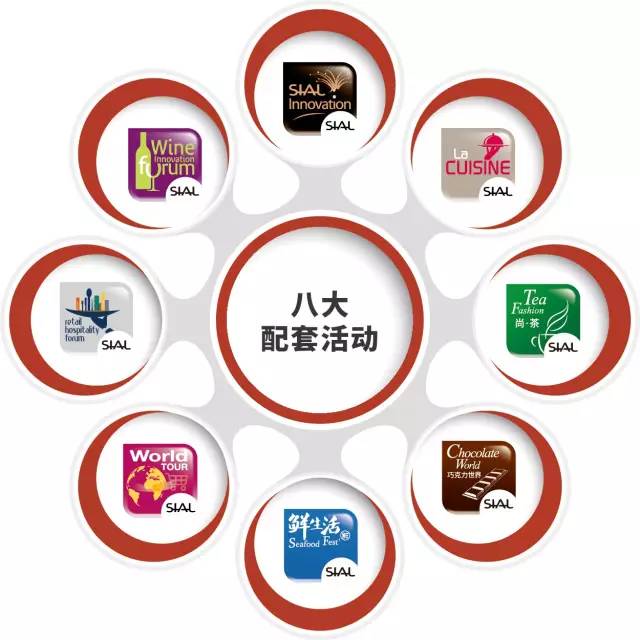 八大
配套活动
SIAL
Innovation
SIAL
La
CUISINE
SIAL
Tea
Fashion
尚·茶
SIAL
Chocolate
World
巧克力世界
SIAL
鲜生活
Seafood Fest
SIAL
World
TOUR
SIAL
retail
hospitality
forum
SIAL
Wine
Innovation
forum
SIAL